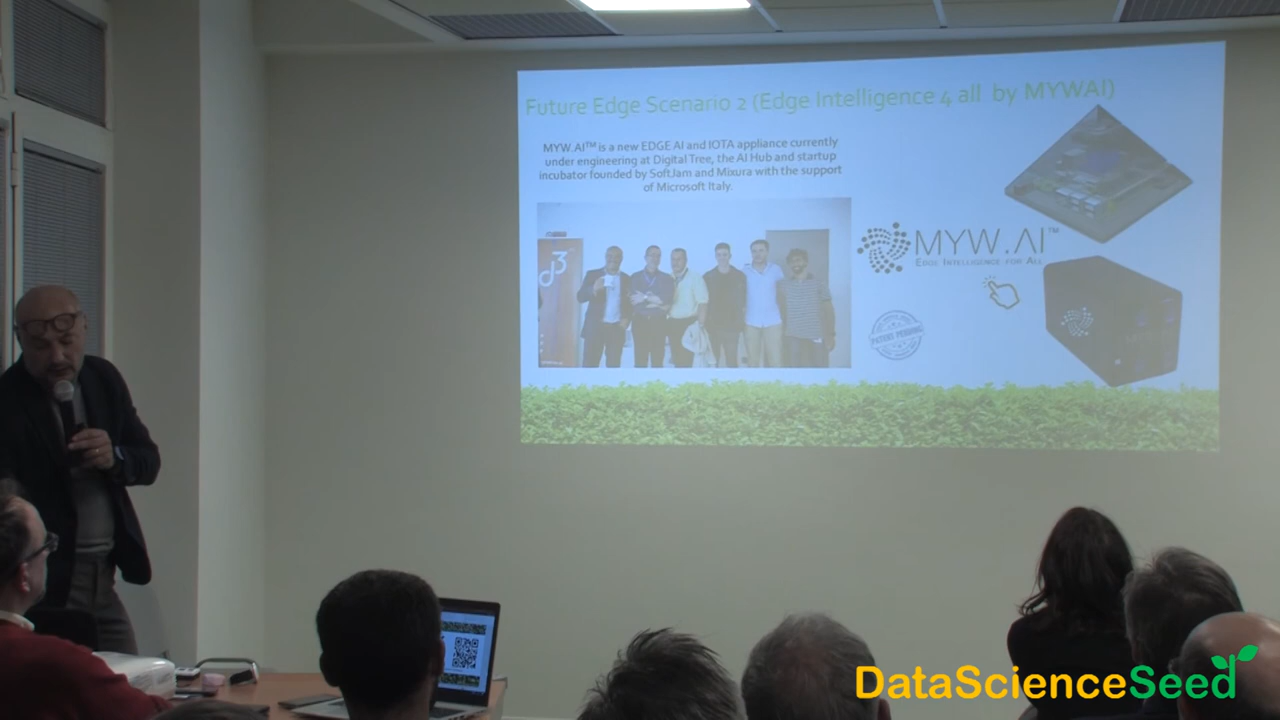 Future Edge Scenario 2 (Edge Intelligence 4 all by MYWAI)
MYW.AI™ is a new EDGE AI and IOTA appliance currently
under engineering at Digital Tree, the AI Hub and startup
incubator founded by SoftJam and Mixura with the support
of Microsoft Italy.
d3
MYW.AI™
EDGE INTELLIGENCE FOR ALL
PATENT PENDING
DataScienceSeed